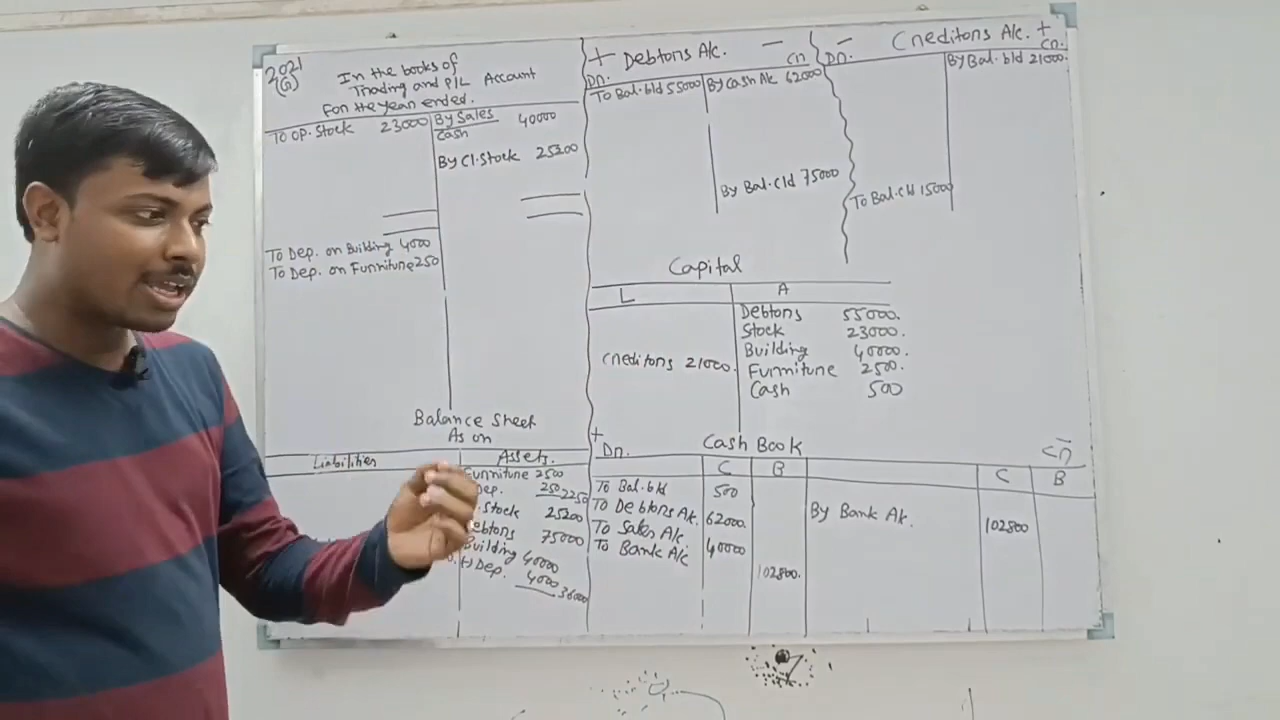 2021
(G)
In the books of
Trading and P/L Account
For the year ended.
To OP. Stock 23000
By Sales
Cash 40000
By Cl. Stock 25200
To Dep. on Building 4000
To Dep. on Furniture 250
Balance Sheet
As on
Liabilities
Assets.
Furniture 2500
Dep. 250 2250
Stock 25200
Debtors 75000
Building 40000
(-) Dep. 4000 36000
+ Debtors A/c. -
Dr. Cr
To Bal. b/d 55000
By Cash A/c 62000
By Bal. c/d 75000
- Creditors A/c. +
Dr. Cr.
By Bal. b/d 21000.
To Bal. c/d 15000
Capital
L A
Creditors 21000.
Debtors 55000.
Stock 23000.
Building 40000.
Furniture 2500.
Cash 500
+ Cash Book -
Dr. Cr
C B C B
To Bal. b/d 500
To Debtors A/c. 62000.
To Sales A/c 40000
To Bank A/c 102800.
By Bank A/c. 102800